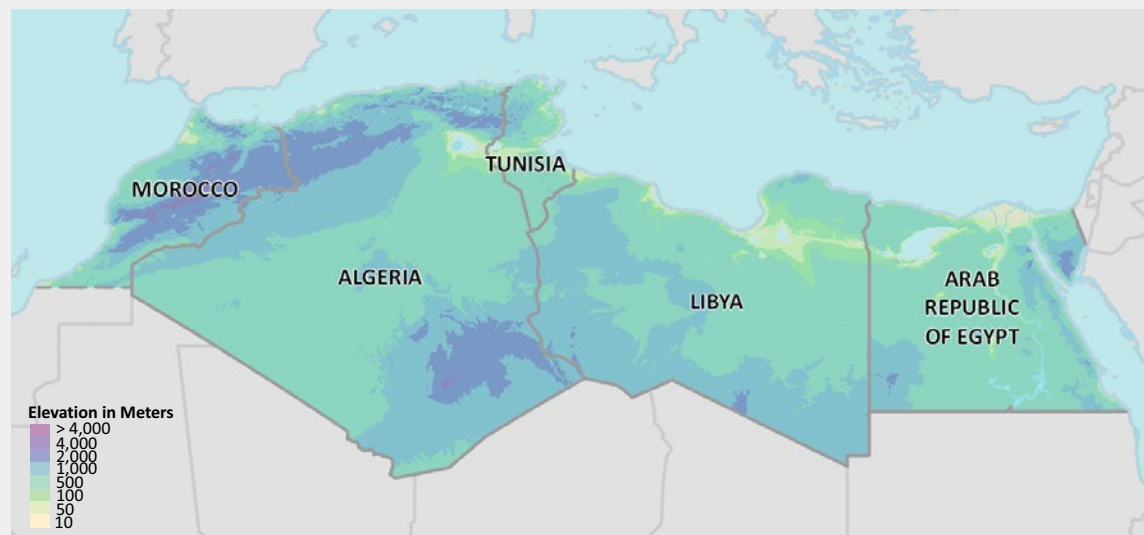 MOROCCO
TUNISIA
ALGERIA
LIBYA
ARAB
REPUBLIC
OF EGYPT
Elevation in Meters
> 4,000
4,000
2,000
1,000
500
100
50
10